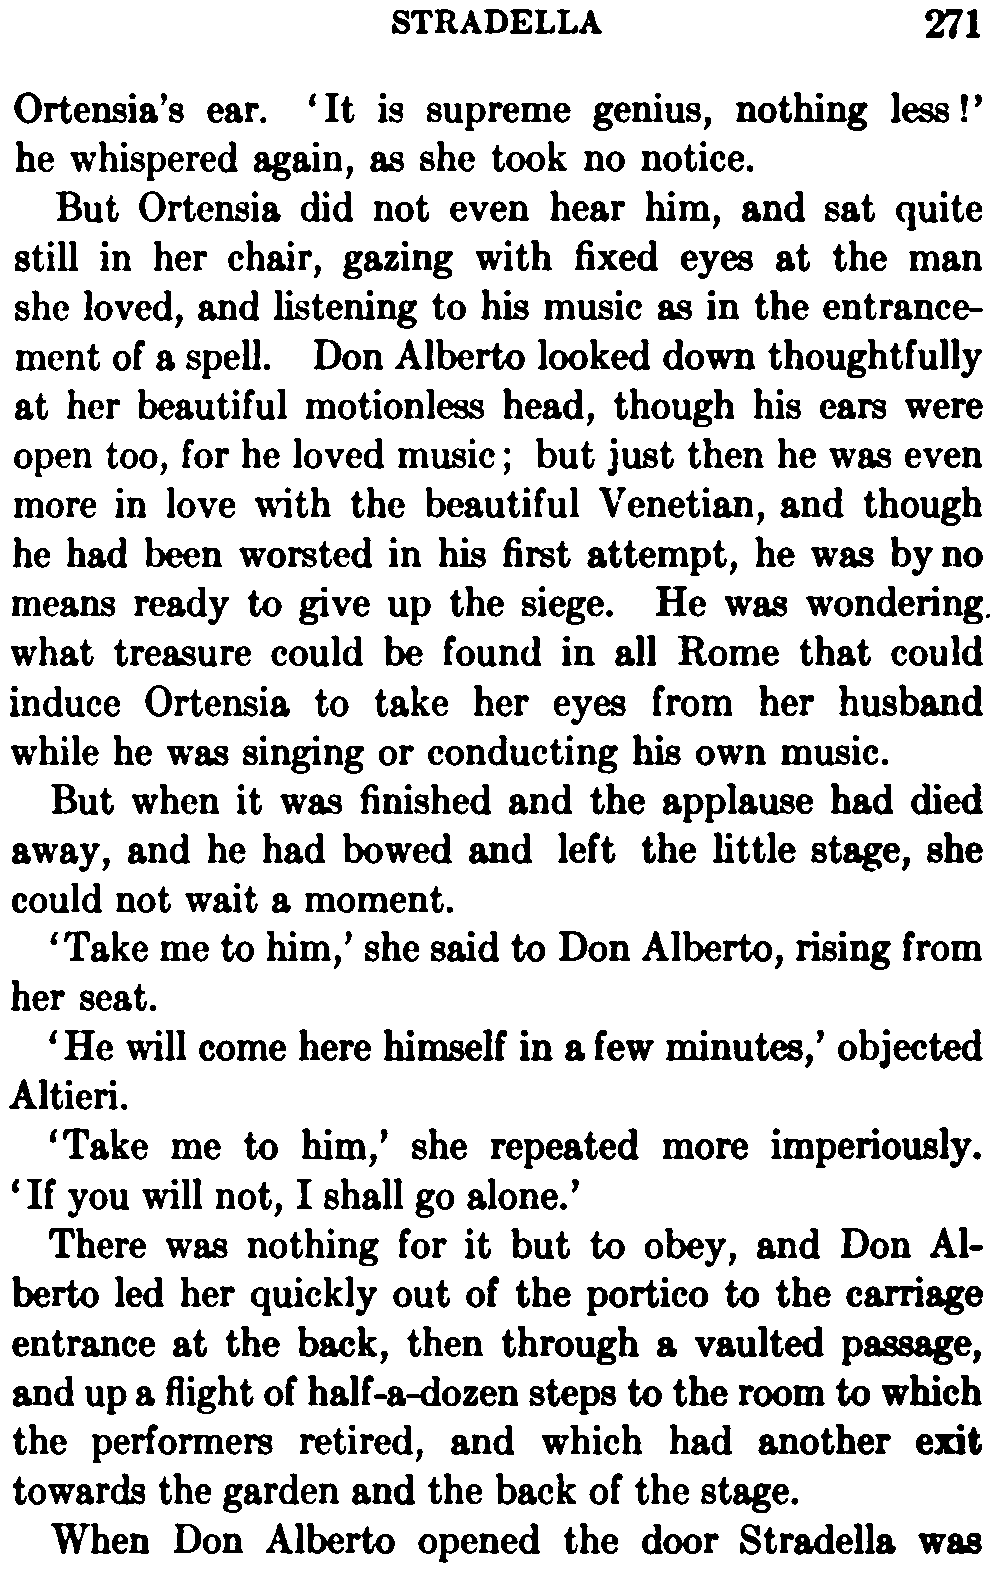 STRADELLA 271
Ortensia's ear. 'It is supreme genius, nothing less!'
he whispered again, as she took no notice.
But Ortensia did not even hear him, and sat quite
still in her chair, gazing with fixed eyes at the man
she loved, and listening to his music as in the entrance-
ment of a spell. Don Alberto looked down thoughtfully
at her beautiful motionless head, though his ears were
open too, for he loved music; but just then he was even
more in love with the beautiful Venetian, and though
he had been worsted in his first attempt, he was by no
means ready to give up the siege. He was wondering.
what treasure could be found in all Rome that could
induce Ortensia to take her eyes from her husband
while he was singing or conducting his own music.
But when it was finished and the applause had died
away, and he had bowed and left the little stage, she
could not wait a moment.
'Take me to him,' she said to Don Alberto, rising from
her seat.
'He will come here himself in a few minutes,' objected
Altieri.
'Take me to him,' she repeated more imperiously.
'If you will not, I shall go alone.'
There was nothing for it but to obey, and Don Al-
berto led her quickly out of the portico to the carriage
entrance at the back, then through a vaulted passage,
and up a flight of half-a-dozen steps to the room to which
the performers retired, and which had another exit
towards the garden and the back of the stage.
When Don Alberto opened the door Stradella was